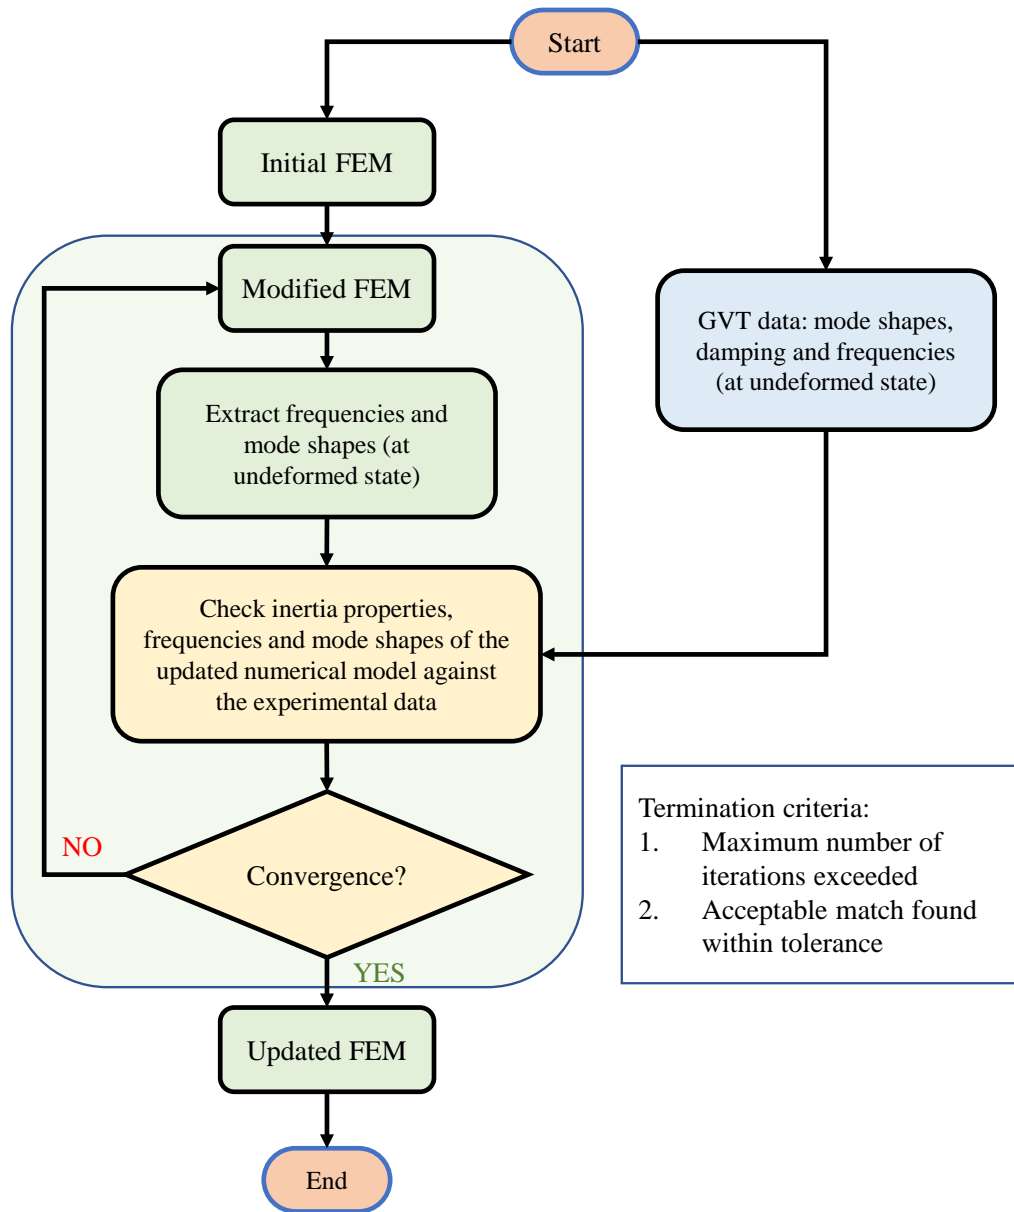 Start
Initial FEM
Modified FEM
GVT data: mode shapes,
damping and frequencies
(at undeformed state)
Extract frequencies and
mode shapes (at
undeformed state)
Check inertia properties,
frequencies and mode shapes of the
updated numerical model against
the experimental data
Termination criteria:
1. Maximum number of
iterations exceeded
2. Acceptable match found
within tolerance
NO
Convergence?
YES
Updated FEM
End